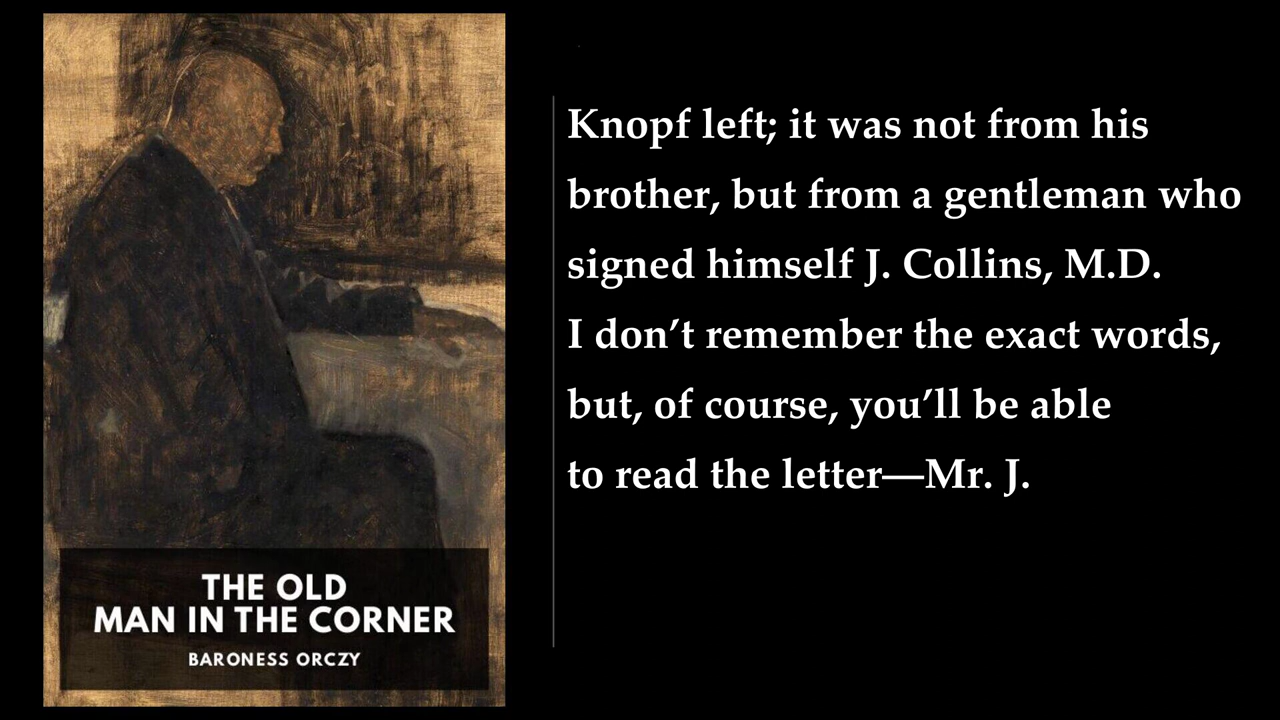 Knopf left; it was not from his
brother, but from a gentleman who
signed himself J. Collins, M.D.
I don’t remember the exact words,
but, of course, you’ll be able
to read the letter—Mr. J.
THE OLD
MAN IN THE CORNER
BARONESS ORCZY